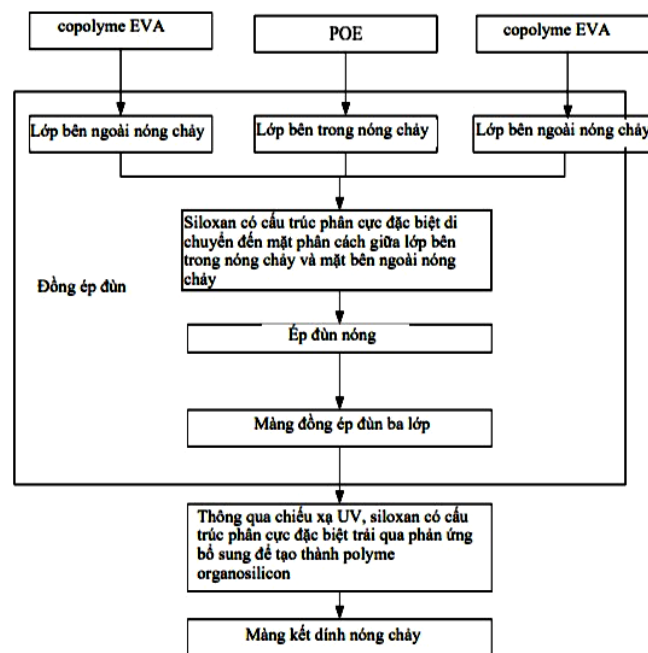 copolyme EVA
POE
copolyme EVA
Lớp bên ngoài nóng chảy
Lớp bên trong nóng chảy
Lớp bên ngoài nóng chảy
Siloxan có cấu trúc phân cực đặc biệt di
chuyển đến mặt phân cách giữa lớp bên
trong nóng chảy và mặt bên ngoài nóng
chảy
Đồng ép đùn
Ép đùn nóng
Màng đồng ép đùn ba lớp
Thông qua chiếu xạ UV, siloxan có cấu
trúc phân cực đặc biệt trải qua phản ứng
bổ sung để tạo thành polyme
organosilicon
Màng kết dính nóng chảy